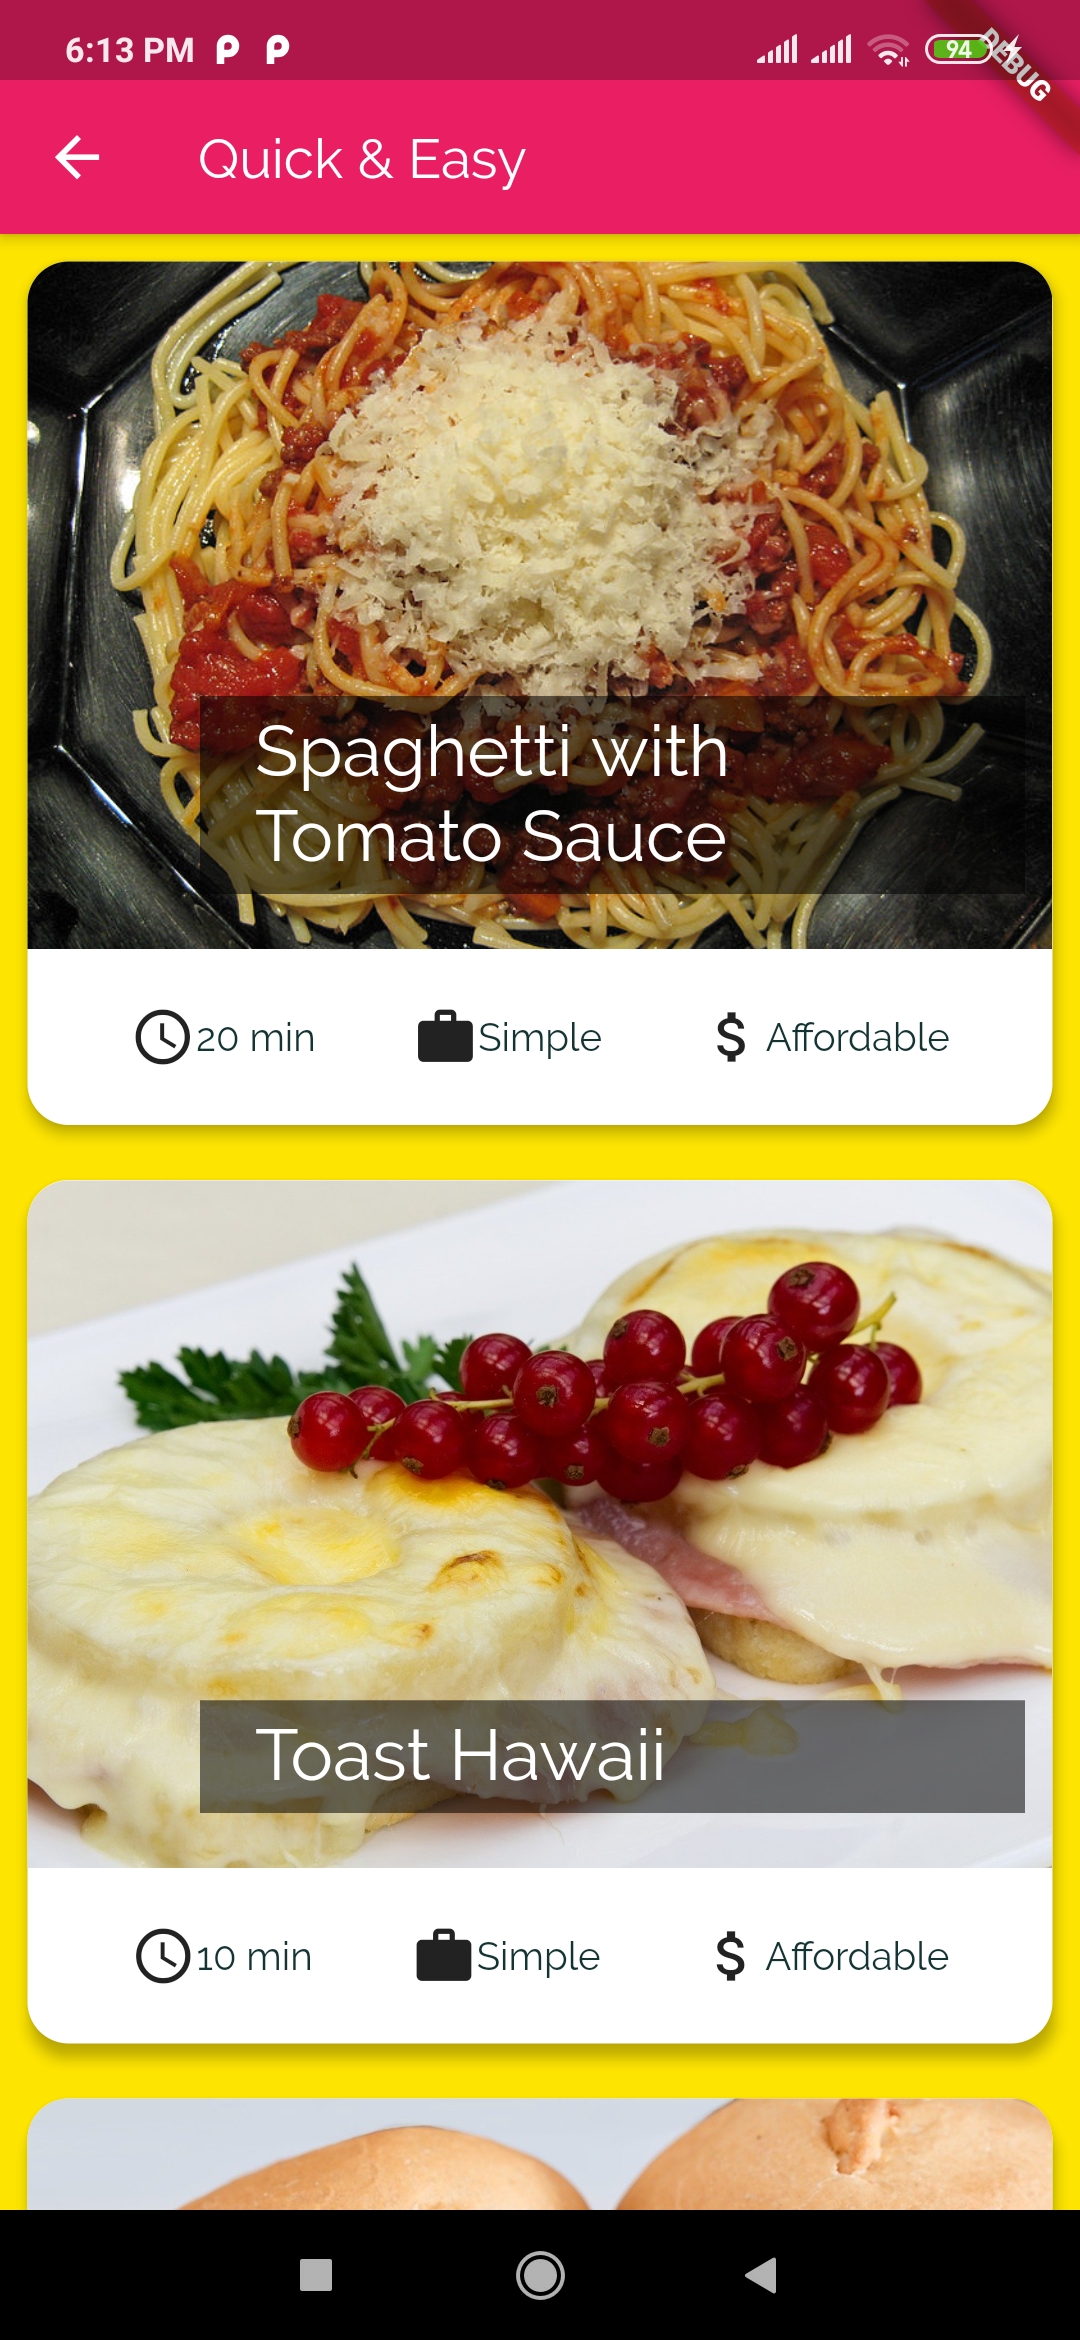 6:13 PM
94
DEBUG
Quick & Easy
Spaghetti with
Tomato Sauce
20 min Simple $ Affordable
Toast Hawaii
10 min Simple $ Affordable